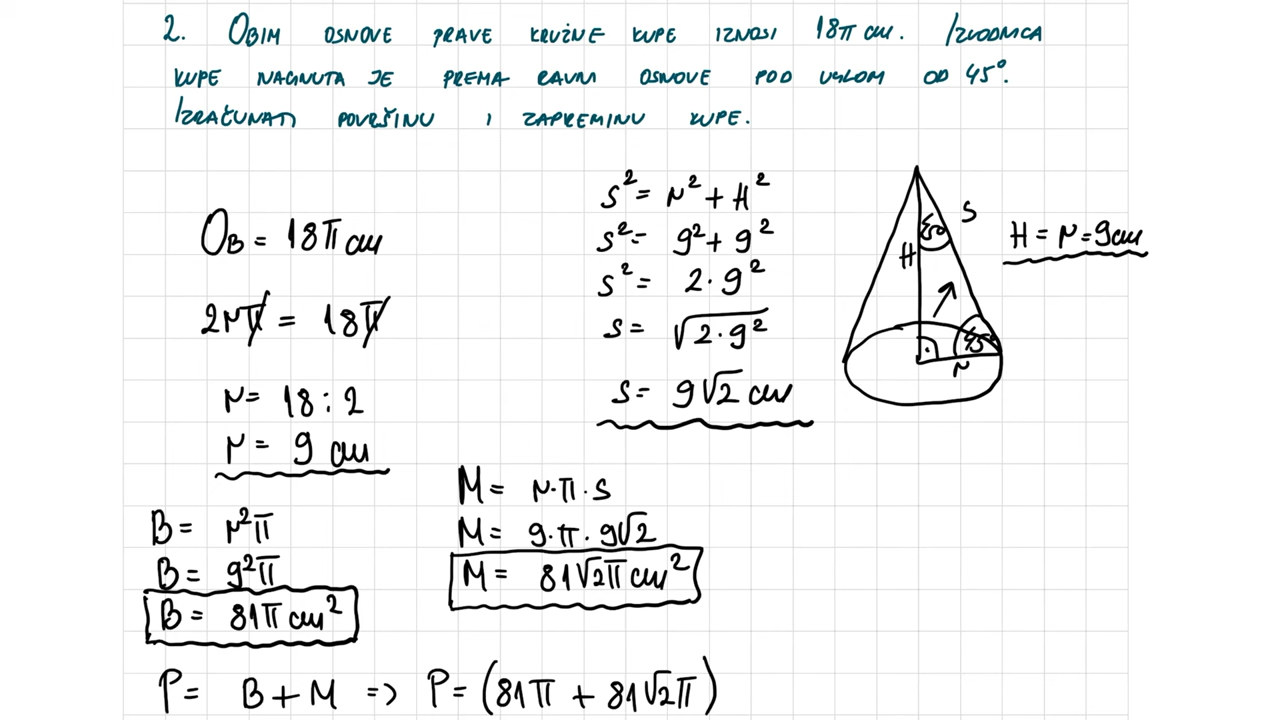 2. OBIM OSNOVE PRAVE KRUŽNE KUPE IZNOSI 18π cm. IZVODNICA
KUPE NAGNUTA JE PREMA RAVNI OSNOVE POD UGLOM OD 45°.
IZRAČUNATI POVRŠINU I ZAPREMINU KUPE.
O_B = 18π cm
2rπ = 18π
r = 18 : 2
r = 9 cm
s² = r² + H²
s² = 9² + 9²
s² = 2 · 9²
s = √(2 · 9²)
s = 9√2 cm
45°
s
H
45°
r
H = r = 9 cm
B = r²π
B = 9²π
B = 81π cm²
M = r · π · s
M = 9 · π · 9√2
M = 81√2π cm²
P = B + M => P = (81π + 81√2π)